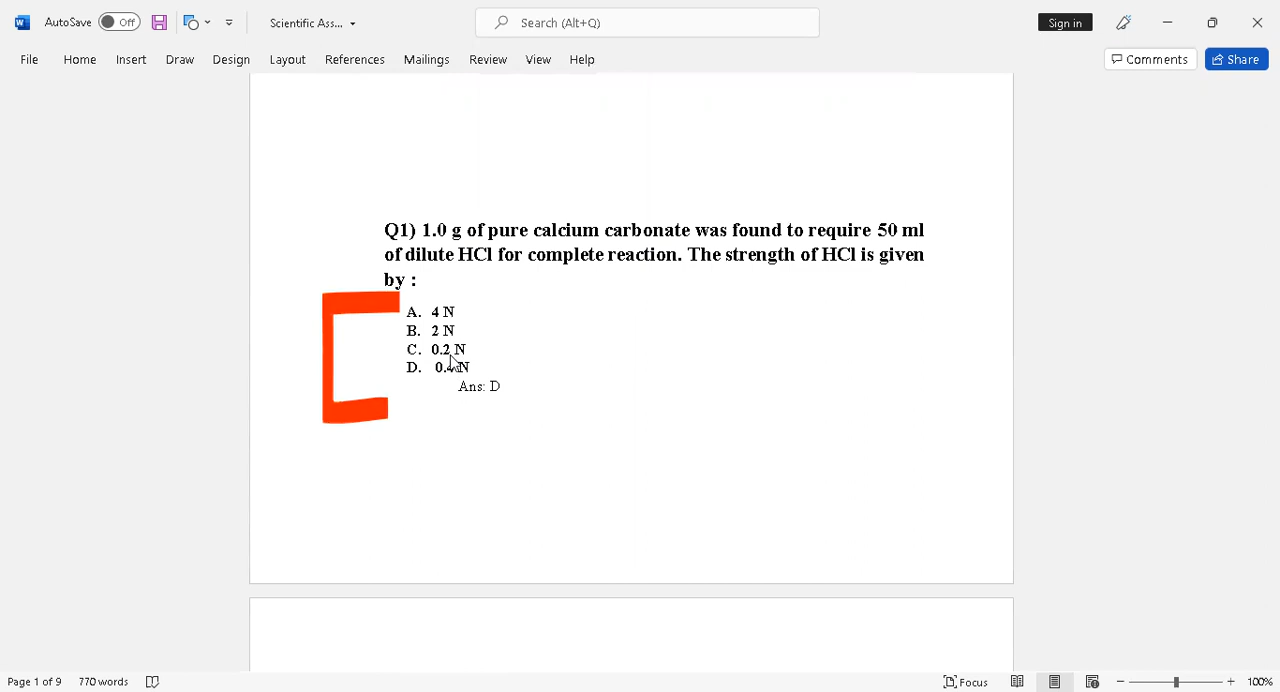 AutoSave Off Scientific Ass... Search (Alt+Q) Sign in
File Home Insert Draw Design Layout References Mailings Review View Help Comments Share
Q1) 1.0 g of pure calcium carbonate was found to require 50 ml
of dilute HCl for complete reaction. The strength of HCl is given
by :
A. 4 N
B. 2 N
C. 0.2 N
D. 0.4 N
Ans: D
Page 1 of 9 770 words Focus 100%